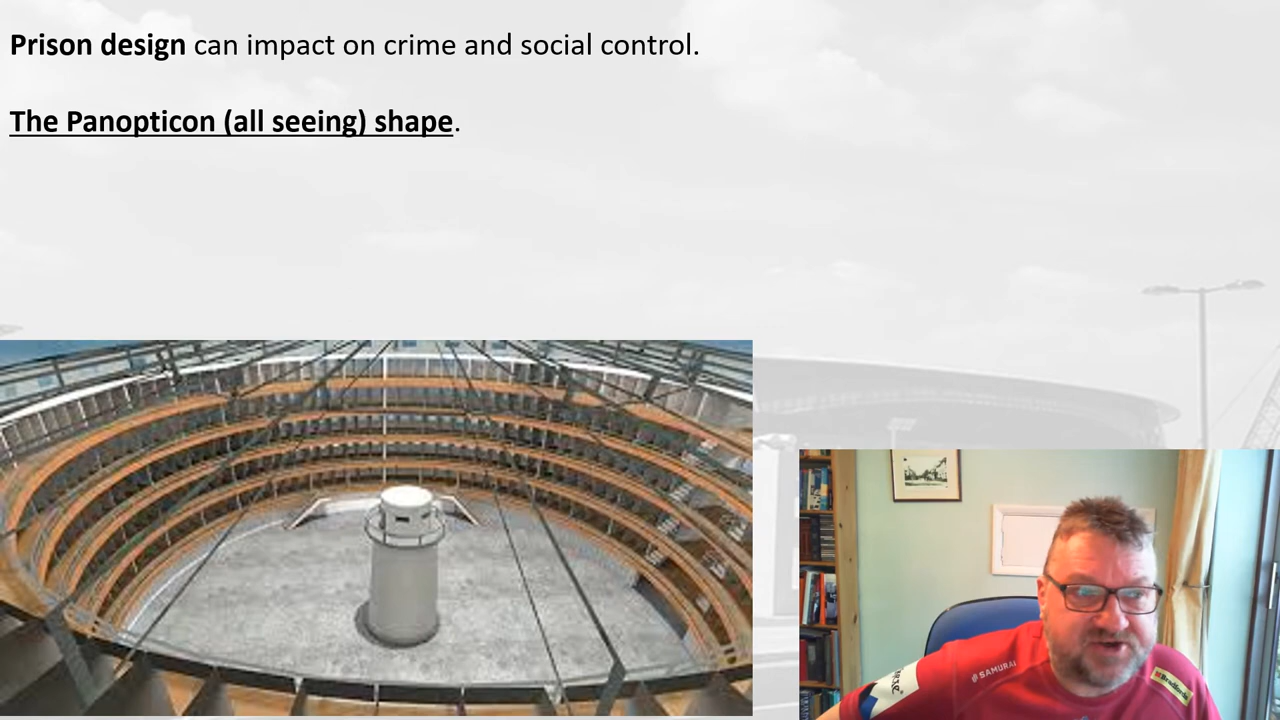 Prison design can impact on crime and social control.
The Panopticon (all seeing) shape.
SAMURAI